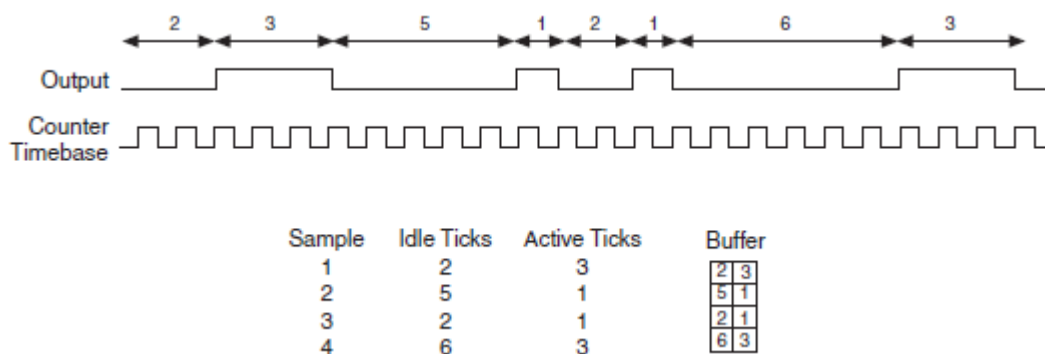 2 3 5 1 2 1 6 3
Output
Counter
Timebase
Sample Idle Ticks Active Ticks Buffer
1 2 3 2 3
2 5 1 5 1
3 2 1 2 1
4 6 3 6 3